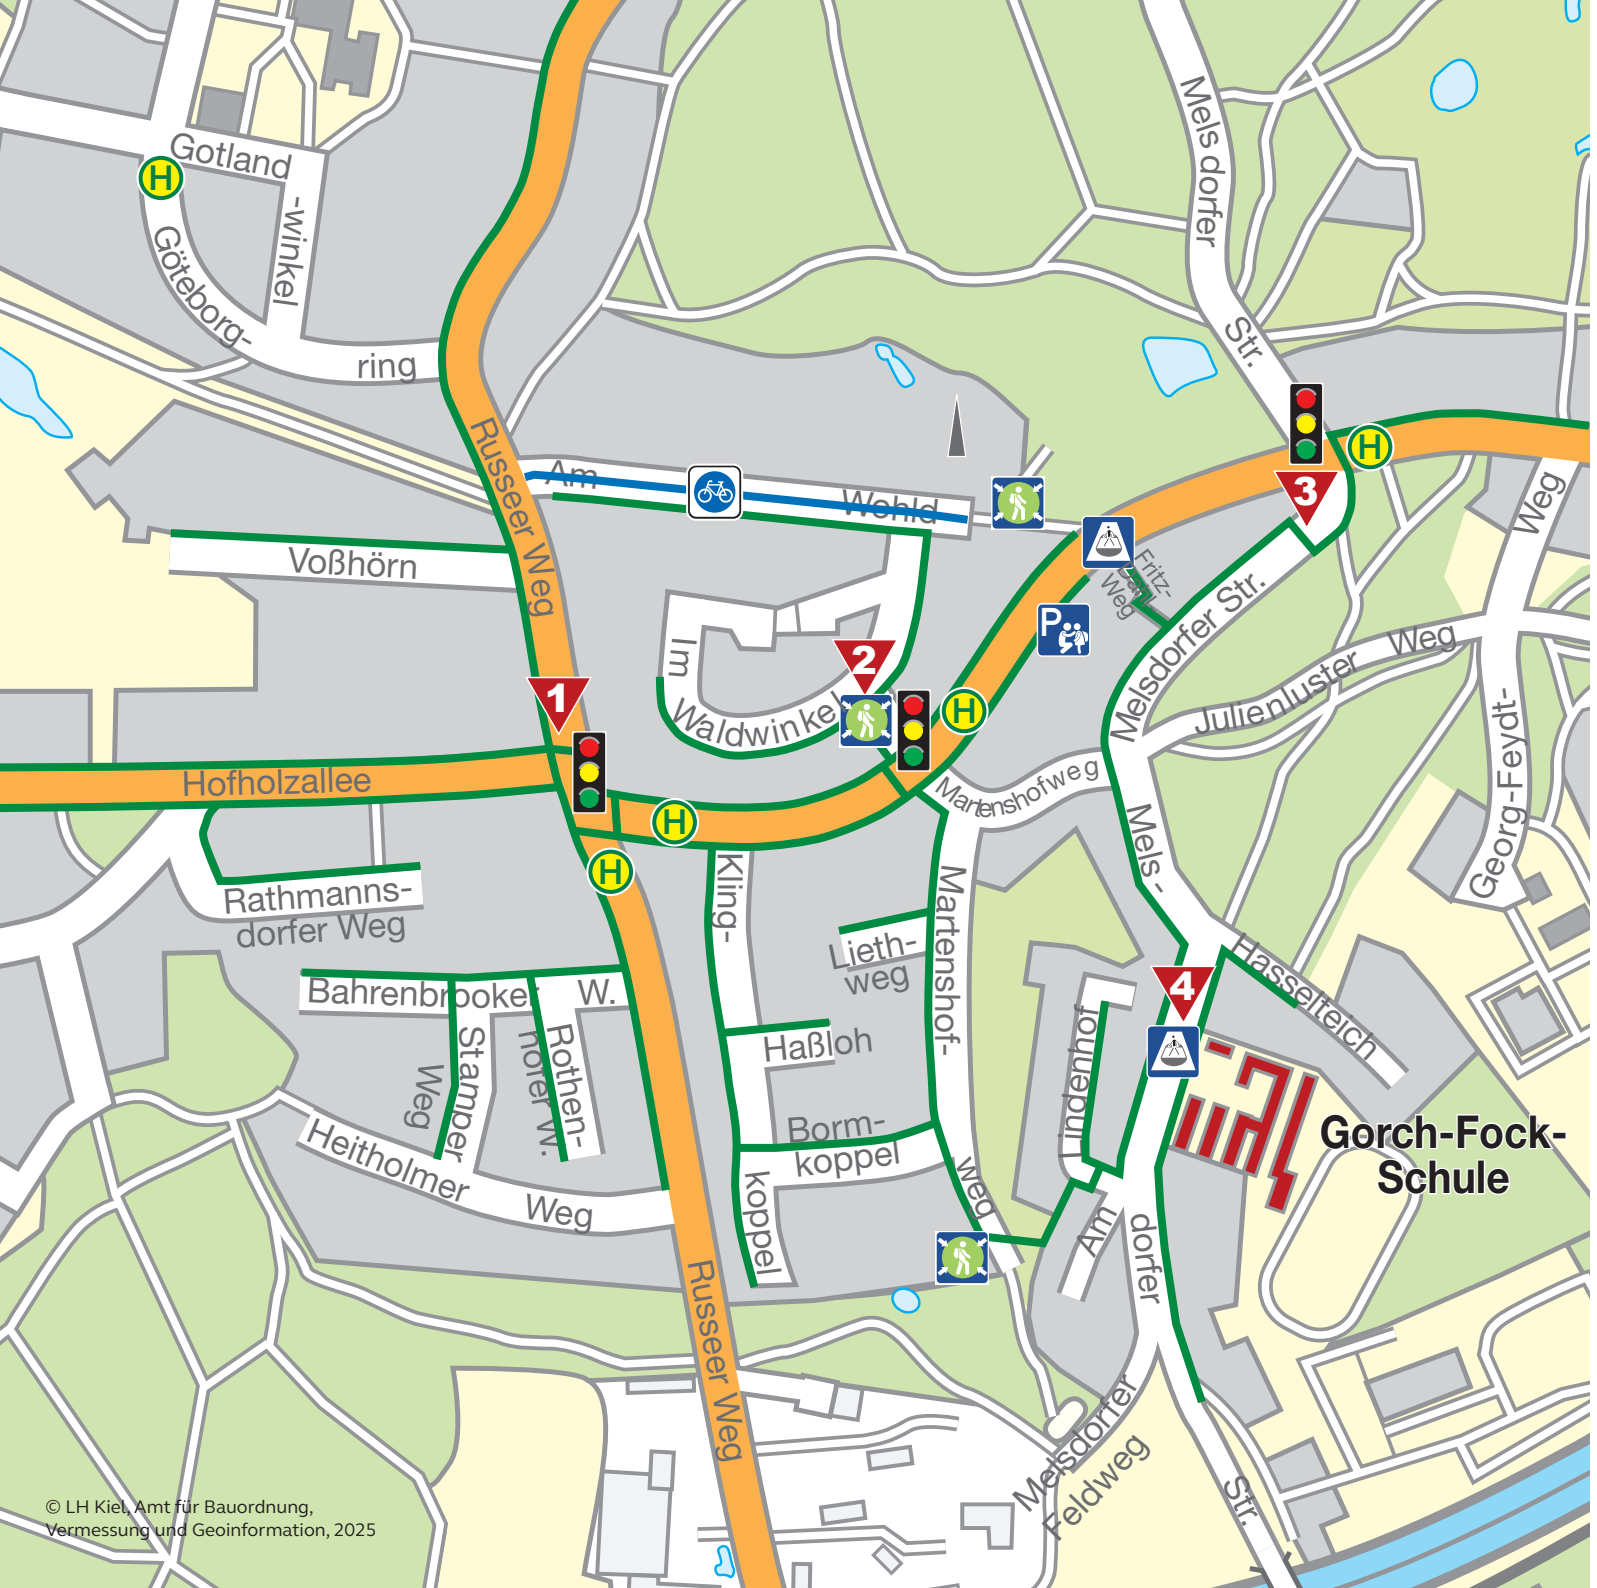 Gotland
-winkel
H
Göteborg-
ring
Mels dorfer
Str.
Russeer Weg
Am
Wohld
Voßhörn
H
3
Weg
Fritz-
Dahl-
Weg
P
Melsdorfer Str.
Julienluster
Weg
Im
Waldwinkel
2
H
1
Hofholzallee
H
H
Martenshofweg
Mels-
Georg-Feydt-
Rathmanns-
dorfer Weg
Kling-
Martenshof-
Lieth-
weg
Hasselteich
Bahrenbrooker
W.
4
Haßloh
Lindenhof
Stamper
Weg
Rothen-
hofer W.
Borm-
koppel
Gorch-Fock-
Schule
Heitholmer
Weg
koppel
weg
Am
dorfer
Russeer Weg
Melsdorfer
Feldweg
Str.
© LH Kiel, Amt für Bauordnung,
Vermessung und Geoinformation, 2025